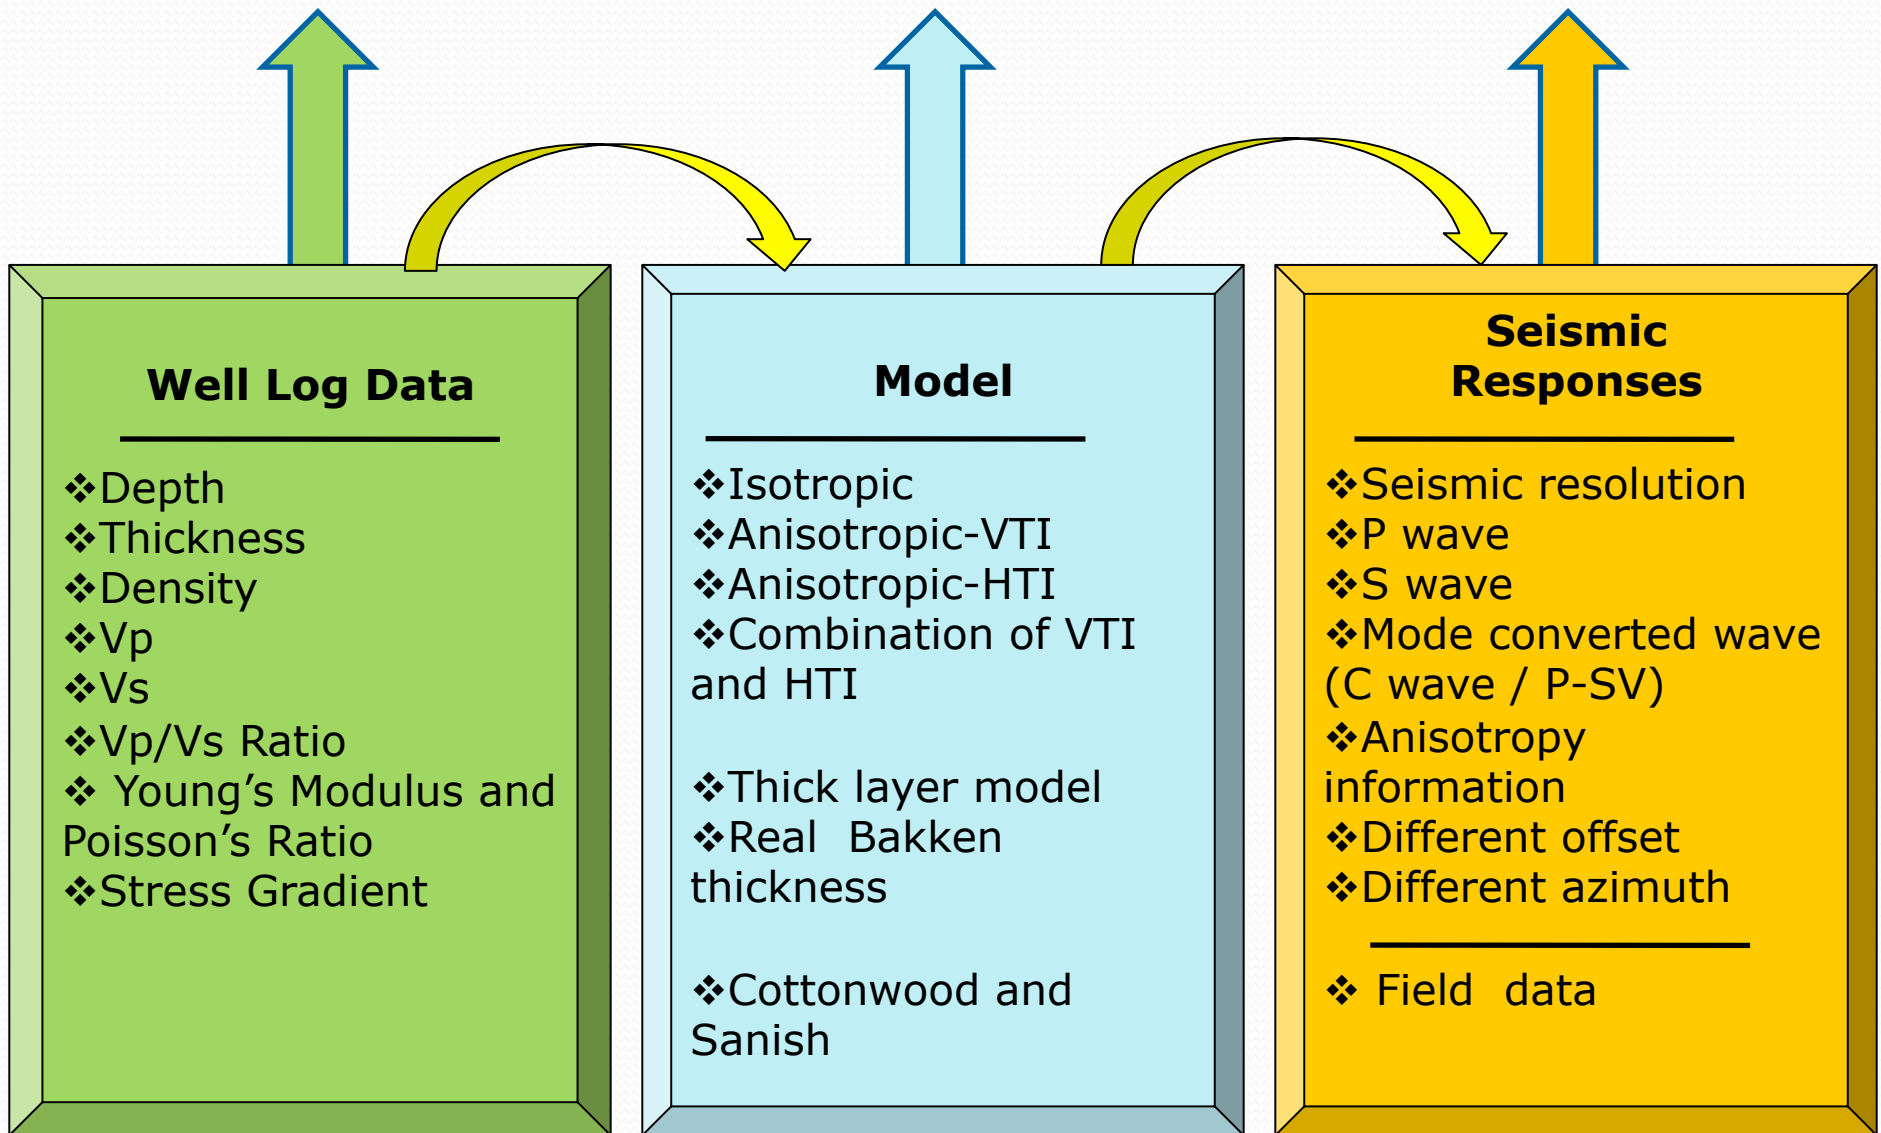 Well Log Data
❖Depth
❖Thickness
❖Density
❖Vp
❖Vs
❖Vp/Vs Ratio
❖ Young’s Modulus and
Poisson’s Ratio
❖Stress Gradient
Model
❖Isotropic
❖Anisotropic-VTI
❖Anisotropic-HTI
❖Combination of VTI
and HTI
❖Thick layer model
❖Real  Bakken
thickness
❖Cottonwood and
Sanish
Seismic
Responses
❖Seismic resolution
❖P wave
❖S wave
❖Mode converted wave
(C wave / P-SV)
❖Anisotropy
information
❖Different offset
❖Different azimuth
❖ Field  data